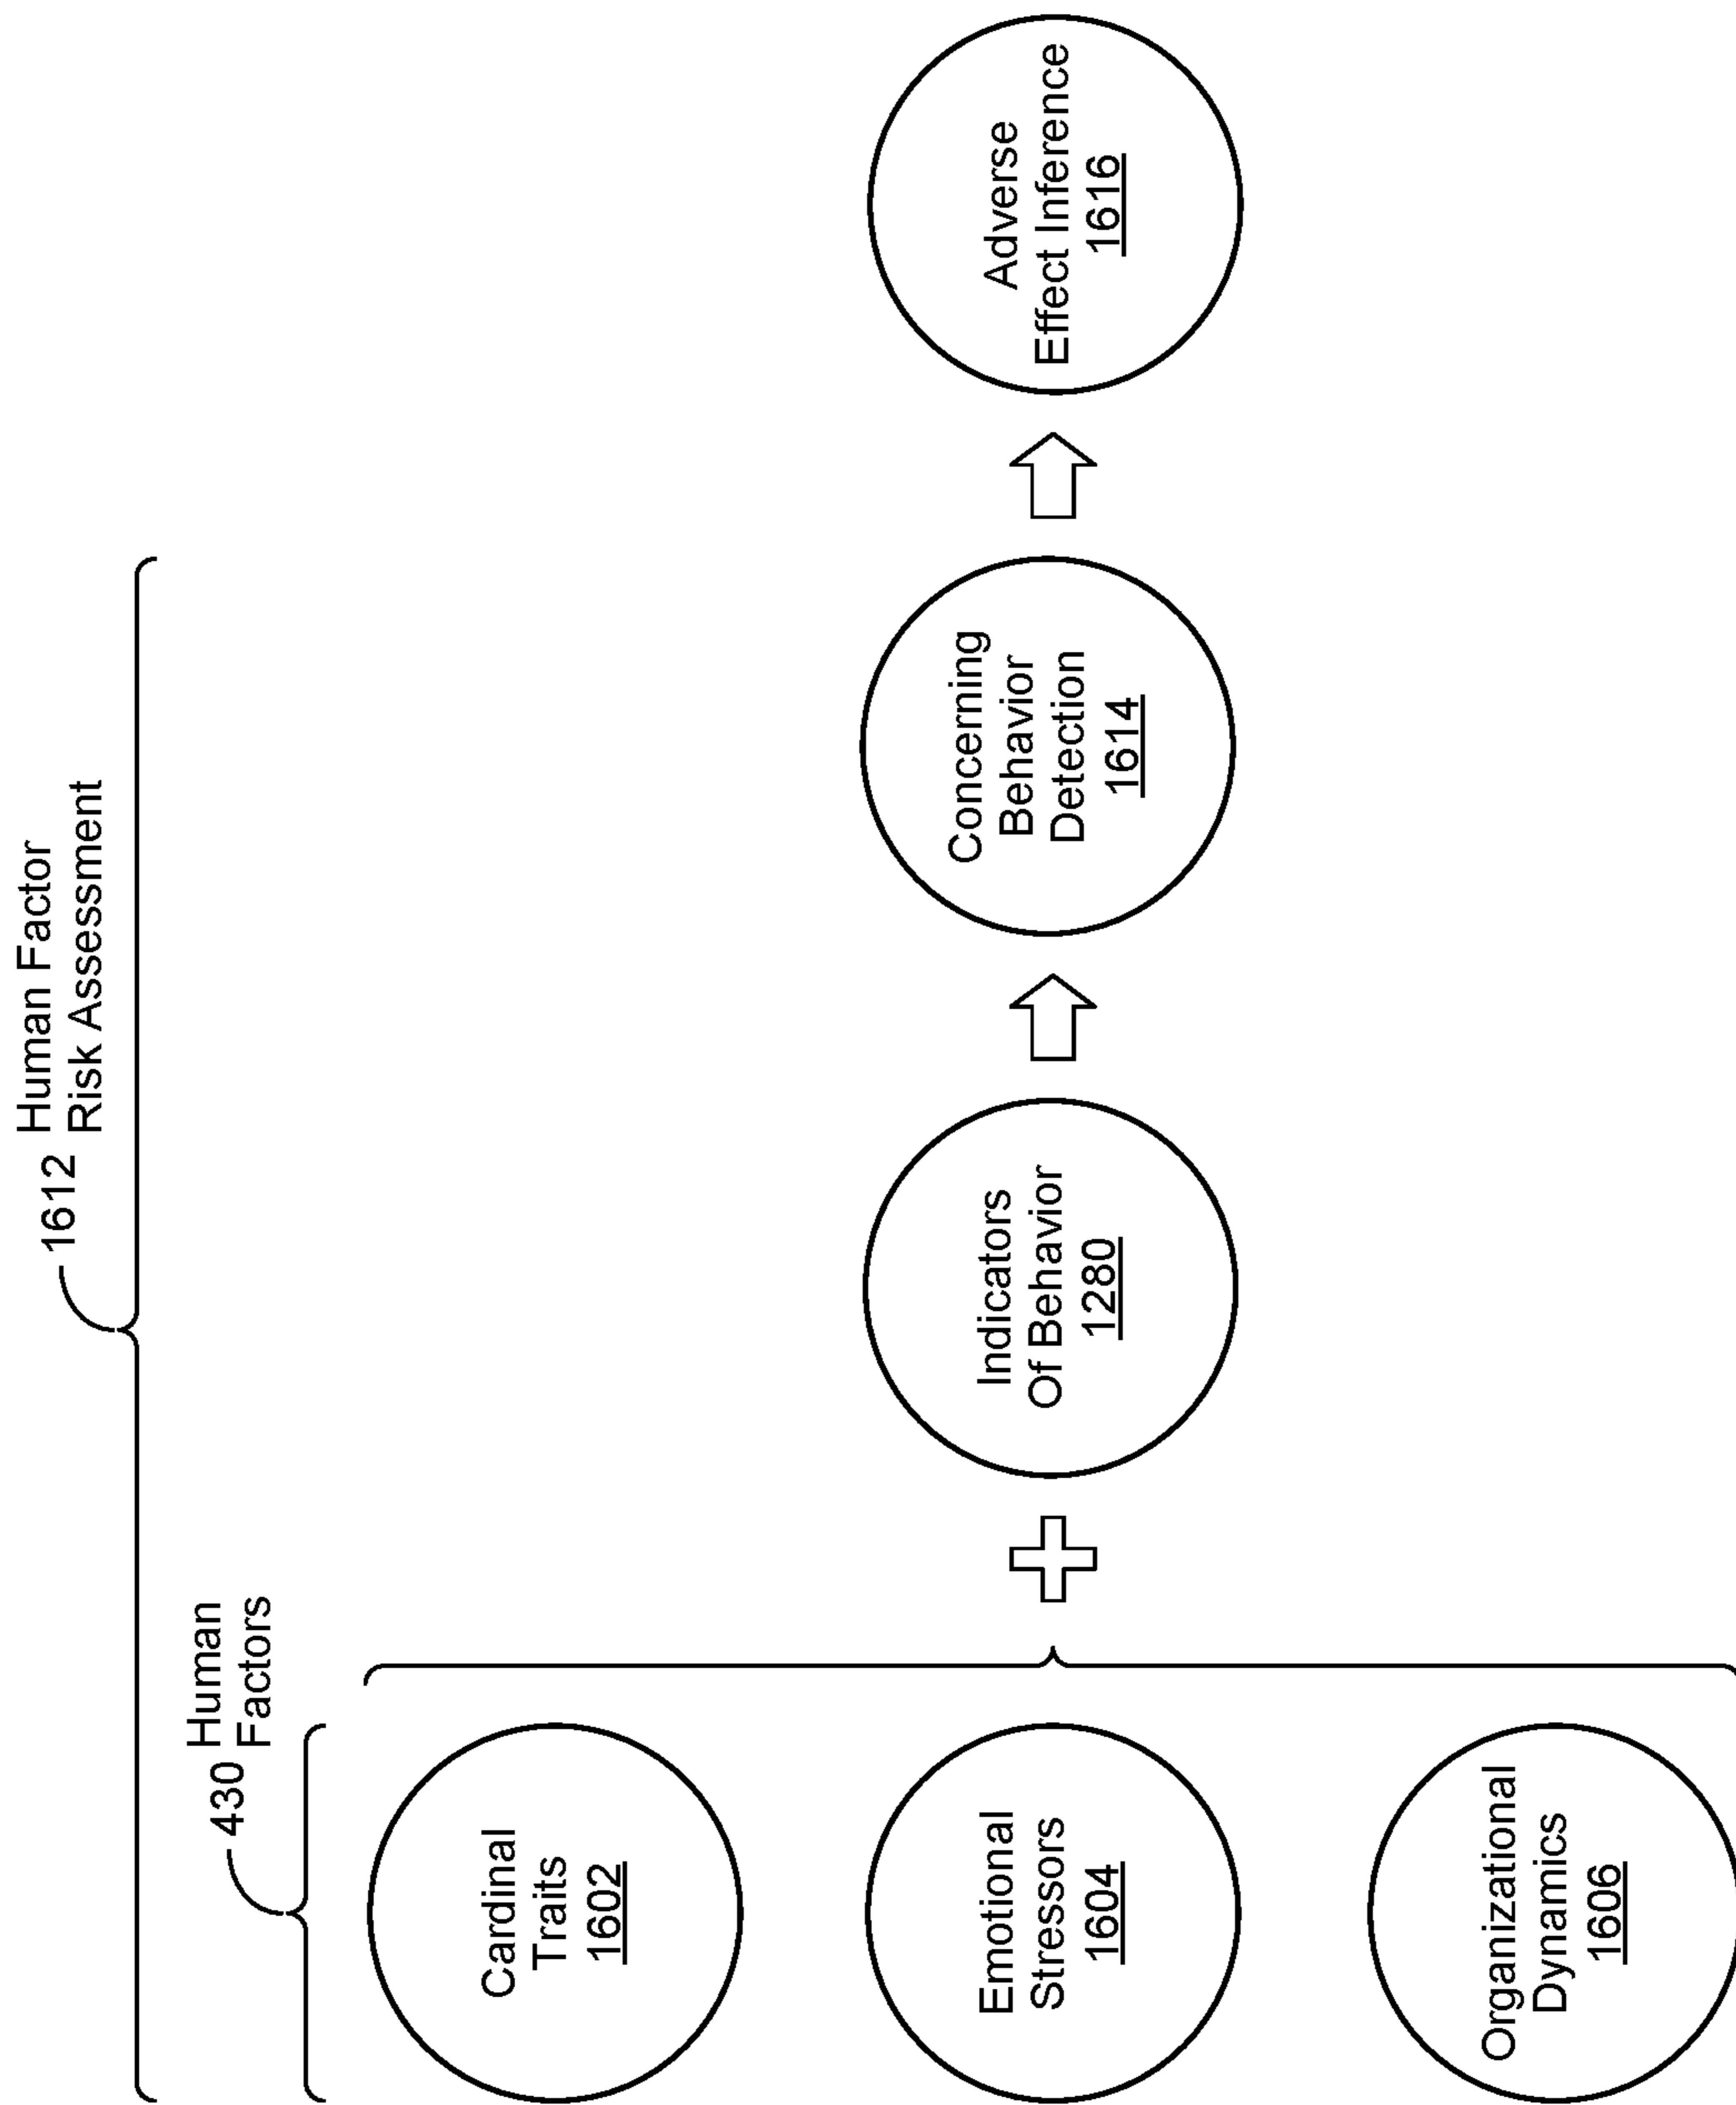 1612 Human Factor
Risk Assessment
430 Human
Factors
Cardinal
Traits
1602
Emotional
Stressors
1604
Organizational
Dynamics
1606
Indicators
Of Behavior
1280
Concerning
Behavior
Detection
1614
Adverse
Effect Inference
1616